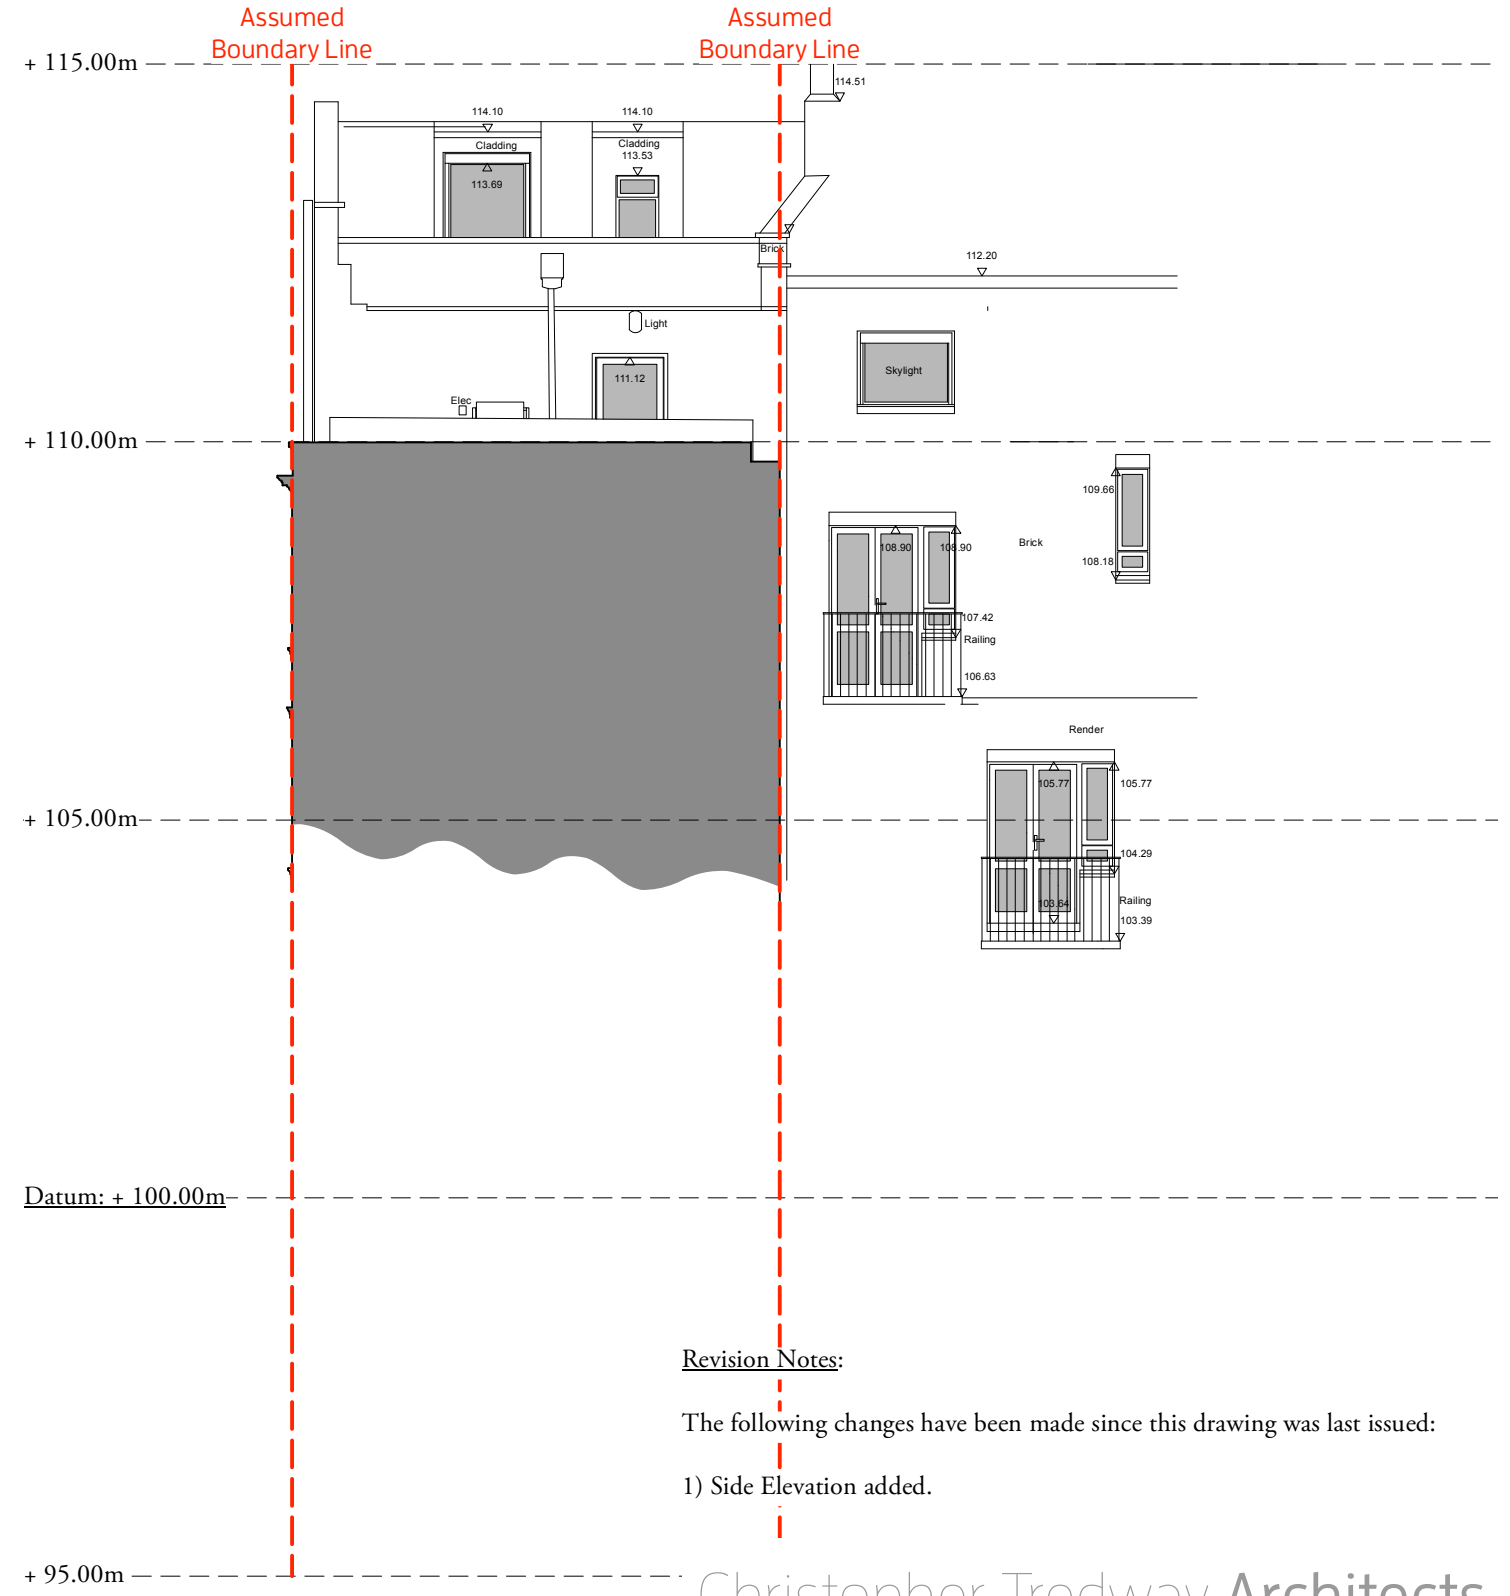 Assumed
Boundary Line
Assumed
Boundary Line
+ 115.00m
114.51
114.10
114.10
Cladding
Cladding
113.53
113.69
Brick
112.20
Light
Skylight
111.12
Elec
+ 110.00m
109.66
108.90
108.90
Brick
108.18
107.42
Railing
106.63
Render
105.77
105.77
+ 105.00m
104.29
103.64
Railing
103.39
Datum: + 100.00m
Revision Notes:
The following changes have been made since this drawing was last issued:
1) Side Elevation added.
+ 95.00m
Christopher Tredway Architects